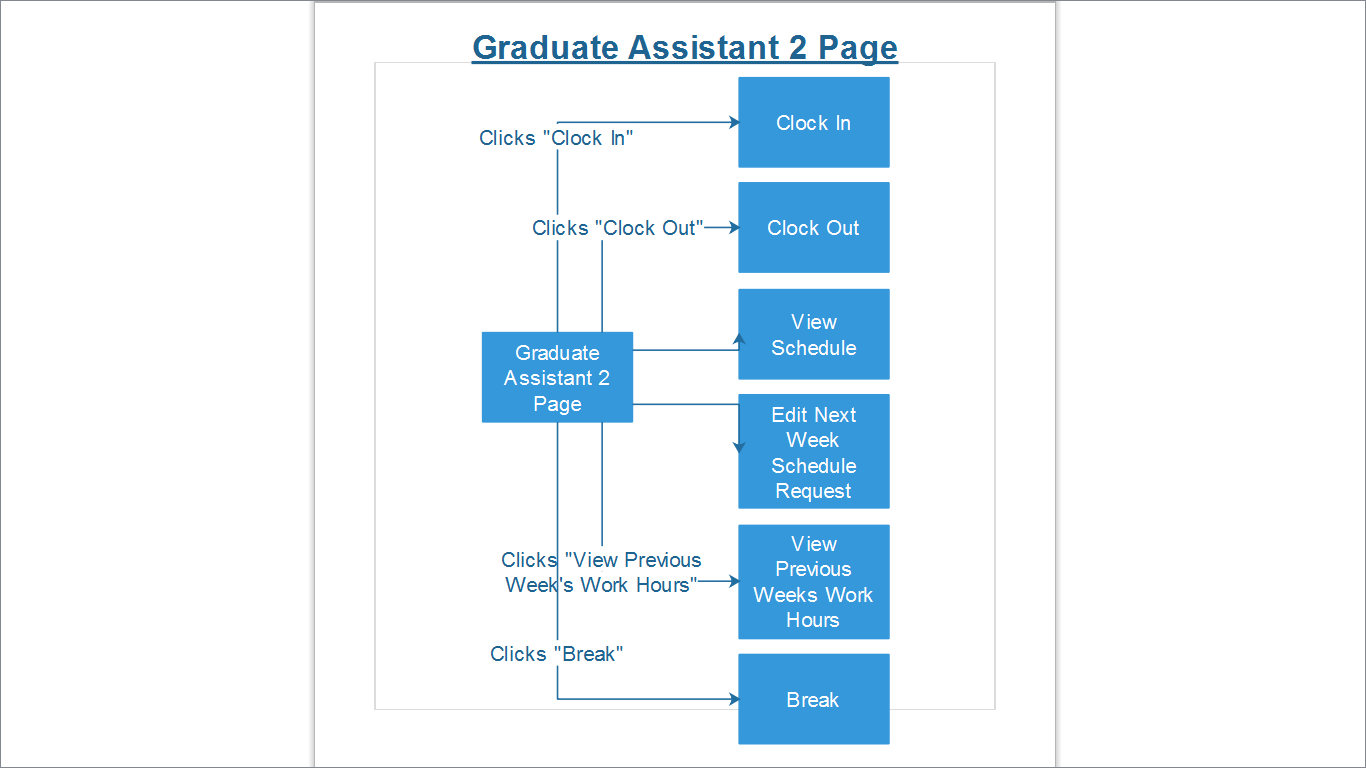 Graduate Assistant 2 Page
Clock In
Clicks "Clock In"
Clicks "Clock Out"
Clock Out
View
Schedule
Graduate
Assistant 2
Page
Edit Next
Week
Schedule
Request
Clicks "View Previous
Week's Work Hours"
View
Previous
Weeks Work
Hours
Clicks "Break"
Break